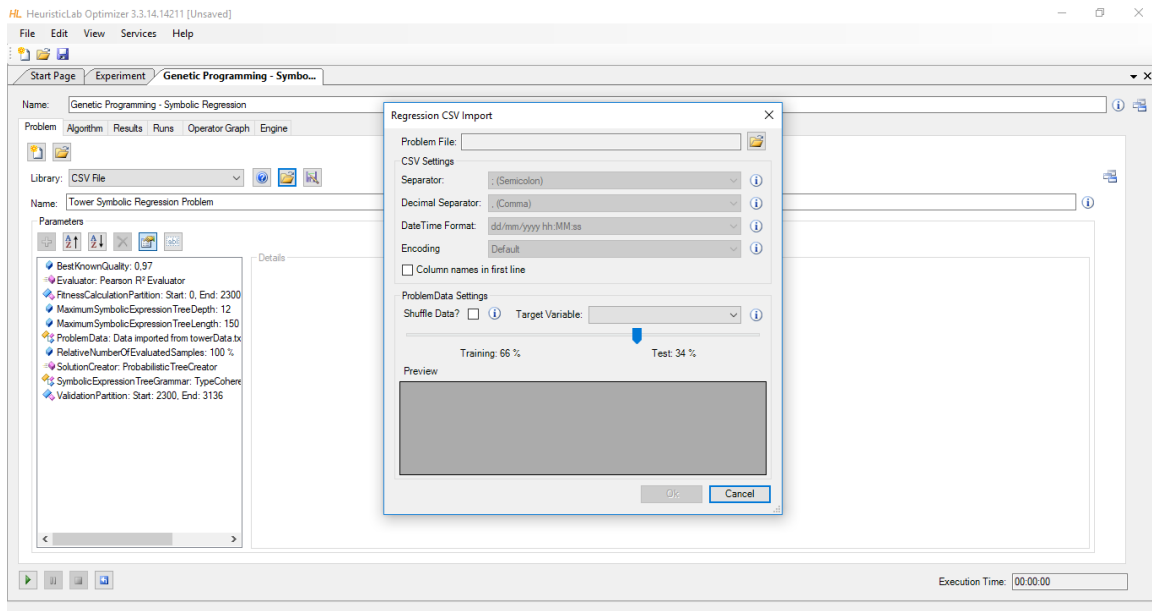 HL HeuristicLab Optimizer 3.3.14.14211 [Unsaved]
File Edit View Services Help
Start Page Experiment Genetic Programming - Symbo...
Name: Genetic Programming - Symbolic Regression
Problem Algorithm Results Runs Operator Graph Engine
Library: CSV File
Name: Tower Symbolic Regression Problem
Parameters
BestKnownQuality: 0,97
Evaluator: Pearson R² Evaluator
FitnessCalculationPartition: Start: 0, End: 2300
MaximumSymbolicExpressionTreeDepth: 12
MaximumSymbolicExpressionTreeLength: 150
ProblemData: Data imported from towerData.tx
RelativeNumberOfEvaluatedSamples: 100 %
SolutionCreator: ProbabilisticTreeCreator
SymbolicExpressionTreeGrammar: TypeCohere
ValidationPartition: Start: 2300, End: 3136
Details
Regression CSV Import
Problem File:
CSV Settings
Separator: ; (Semicolon)
Decimal Separator: , (Comma)
DateTime Format: dd/mm/yyyy hh:MM:ss
Encoding Default
Column names in first line
ProblemData Settings
Shuffle Data? Target Variable:
Training: 66 % Test: 34 %
Preview
Ok Cancel
Execution Time: 00:00:00